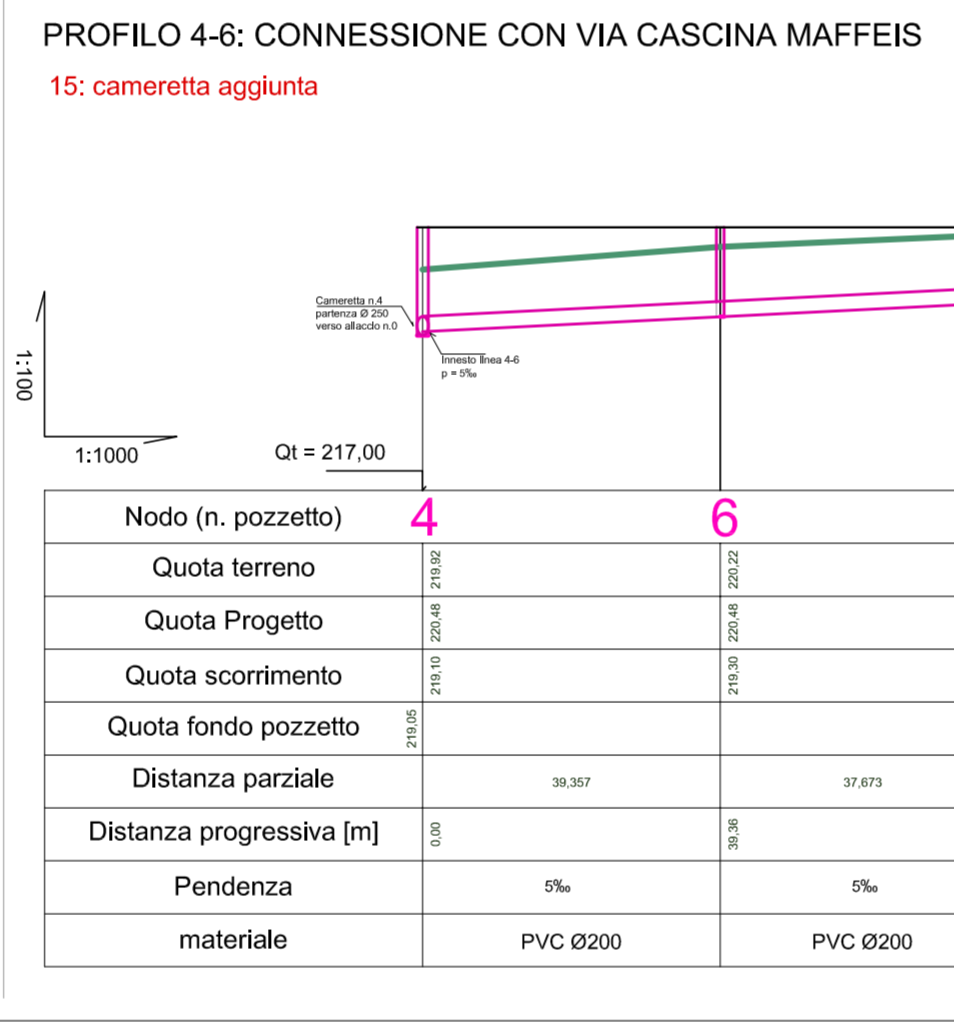 PROFILO 4-6: CONNESSIONE CON VIA CASCINA MAFFEIS
15: cameretta aggiunta
Cameretta n.4
partenza Ø 250
verso allaccio n.0
Innesto linea 4-6
p = 5‰
1:100
1:1000
Qt = 217,00
Nodo (n. pozzetto) 4 6
Quota terreno 219,92 220,22
Quota Progetto 220,48 220,48
Quota scorrimento 219,10 219,30
Quota fondo pozzetto 219,05
Distanza parziale 39,357 37,673
Distanza progressiva [m] 0,00 39,36
Pendenza 5‰ 5‰
materiale PVC Ø200 PVC Ø200